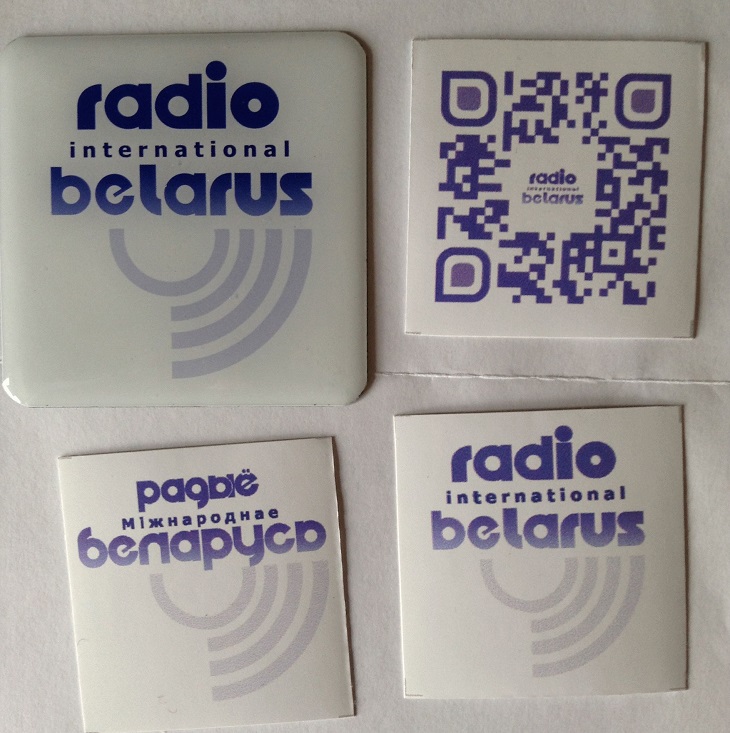 radio
international
belarus
radio
international
belarus
радыё
міжнароднае
беларусь
radio
international
belarus